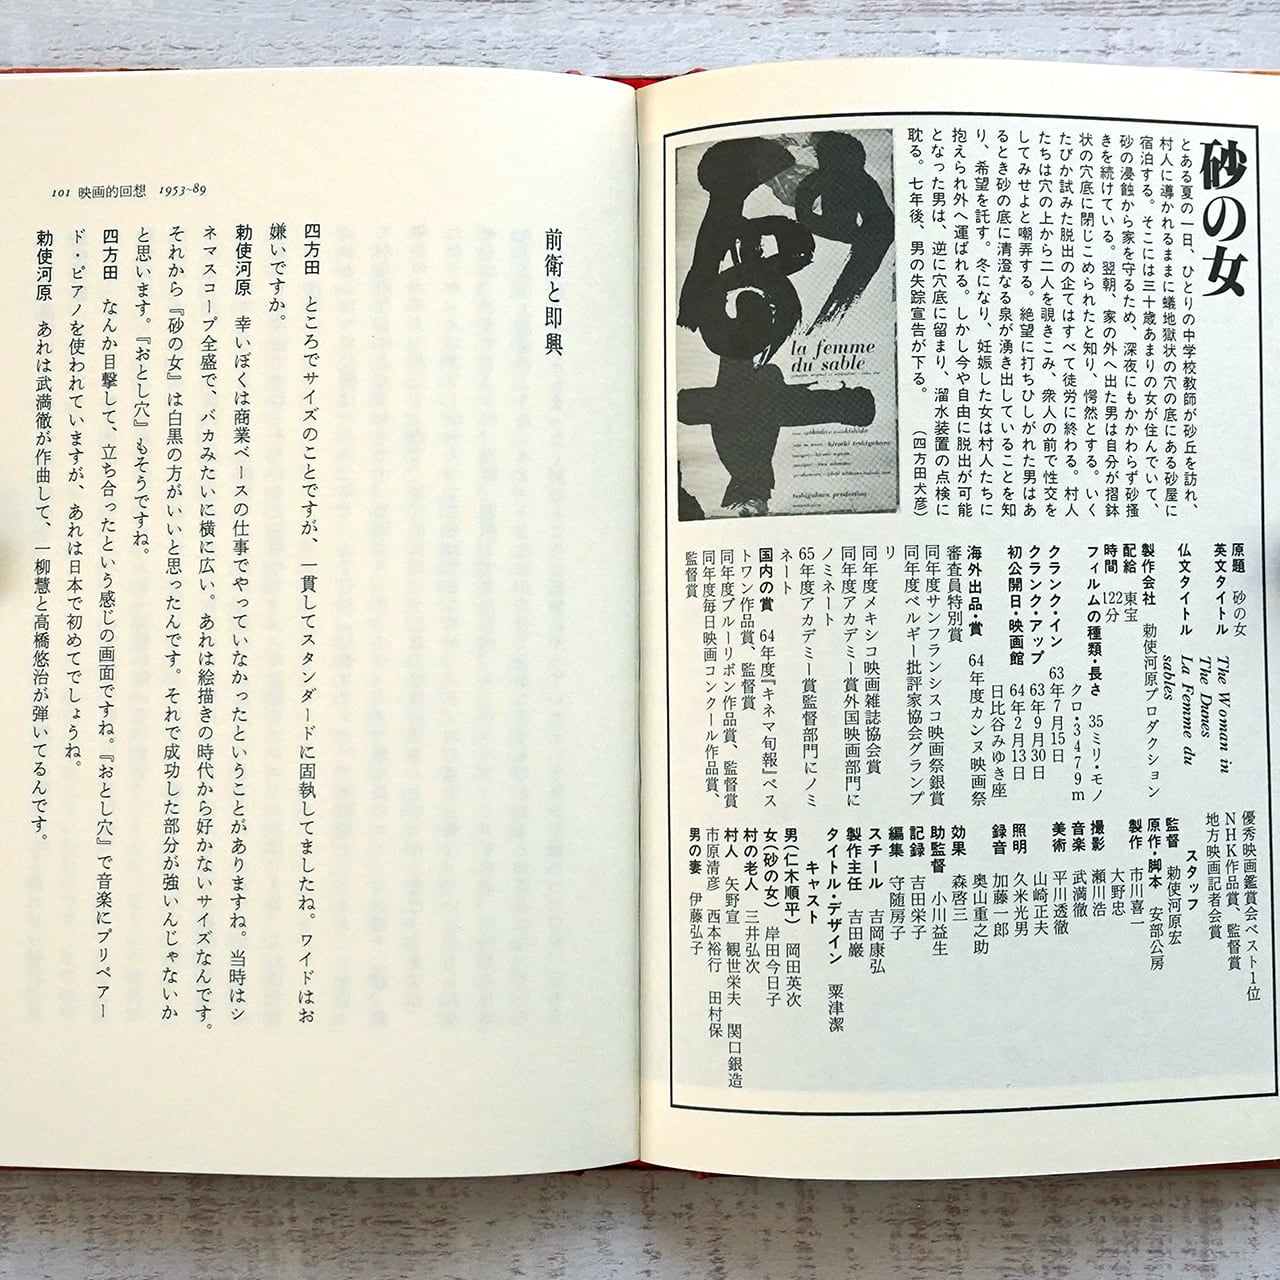 砂の女
とある夏の一日、ひとりの中学校教師が砂丘を訪れ、
村人に導かれるままに蟻地獄状の穴の底にある砂屋に
宿泊する。そこには三十歳あまりの女が住んでいて、
砂の浸蝕から家を守るため、深夜にもかかわらず砂掻
きを続けている。翌朝、家の外へ出た男は自分が摺鉢
状の穴底に閉じこめられたと知り、愕然とする。いく
たびか試みた脱出の企てはすべて徒労に終わる。村人
たちは穴の上から二人を覗きこみ、衆人の前で性交を
してみせよと嘲弄する。絶望に打ちひしがれた男はあ
るとき砂の底に清澄なる泉が湧き出していることを知
り、希望を託す。冬になり、妊娠した女は村人たちに
抱えられ外へ運ばれる。しかし今や自由に脱出が可能
となった男は、逆に穴底に留まり、溜水装置の点検に
耽る。七年後、男の失踪宣告が下る。　（四方田犬彦）
砂
la femme
du sable
hiroshi teshigahara
teshigahara production
原題　砂の女
英文タイトル　The Woman in
The Dunes
仏文タイトル　La Femme du
sables
製作会社　勅使河原プロダクション
配給　東宝
時間　122分
フィルムの種類・長さ　35ミリ・モノ
クロ・3479m
クランク・イン　63年7月15日
クランク・アップ　63年9月30日
初公開日・映画館　64年2月13日
日比谷みゆき座
海外出品・賞　64年度カンヌ映画祭
審査員特別賞
同年度サンフランシスコ映画祭銀賞
同年度ベルギー批評家協会グランプ
リ
同年度メキシコ映画雑誌協会賞
同年度アカデミー賞外国映画部門に
ノミネート
65年度アカデミー賞監督部門にノミ
ネート
国内の賞　64年度『キネマ旬報』ベス
トワン作品賞、監督賞
同年度ブルーリボン作品賞、監督賞
同年度毎日映画コンクール作品賞、
監督賞
優秀映画鑑賞会ベスト1位
NHK作品賞、監督賞
地方映画記者会賞
スタッフ
監督　勅使河原宏
原作・脚本　安部公房
製作　市川喜一
大野忠
撮影　瀬川浩
音楽　武満徹
美術　平川透徹
山崎正夫
照明　久米光男
録音　加藤一郎
奥山重之助
効果　森啓三
助監督　小川益生
記録　吉田栄子
編集　守随房子
スチール　吉岡康弘
製作主任　吉田巌
タイトル・デザイン　粟津潔
キャスト
男（仁木順平）　岡田英次
女（砂の女）　岸田今日子
村の老人　三井弘次
村人　矢野宣　観世栄夫　関口銀造
市原清彦　西本裕行　田村保
男の妻　伊藤弘子
101 映画的回想 1953~89
前衛と即興
四方田　ところでサイズのことですが、一貫してスタンダードに固執してましたね。ワイドはお
嫌いですか。
勅使河原　幸いぼくは商業ベースの仕事でやっていなかったということがありますね。当時はシ
ネマスコープ全盛で、バカみたいに横に広い。あれは絵描きの時代から好かないサイズなんです。
それから『砂の女』は白黒の方がいいと思ったんです。それで成功した部分が強いんじゃないか
と思います。『おとし穴』もそうですね。
四方田　なんか目撃して、立ち合ったという感じの画面ですね。『おとし穴』で音楽にプリペアー
ド・ピアノを使われていますが、あれは日本で初めてでしょうね。
勅使河原　あれは武満徹が作曲して、一柳慧と高橋悠治が弾いてるんです。